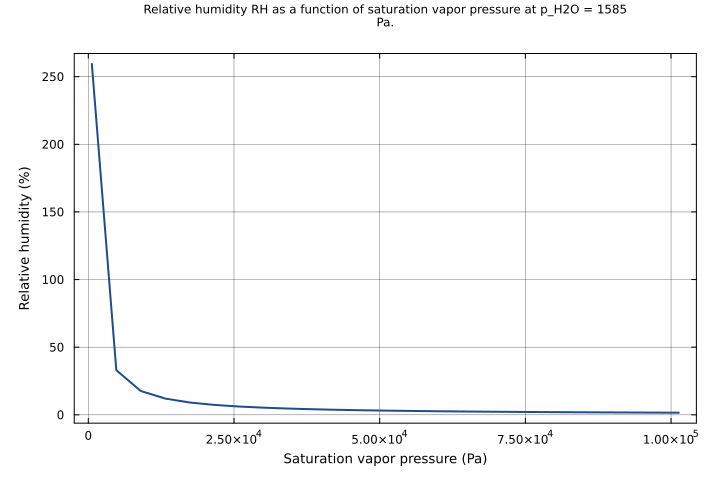 Relative humidity RH as a function of saturation vapor pressure at p_H2O = 1585
Pa.
250
200
150
100
50
0
Relative humidity (%)
0
2.50×10⁴
5.00×10⁴
7.50×10⁴
1.00×10⁵
Saturation vapor pressure (Pa)